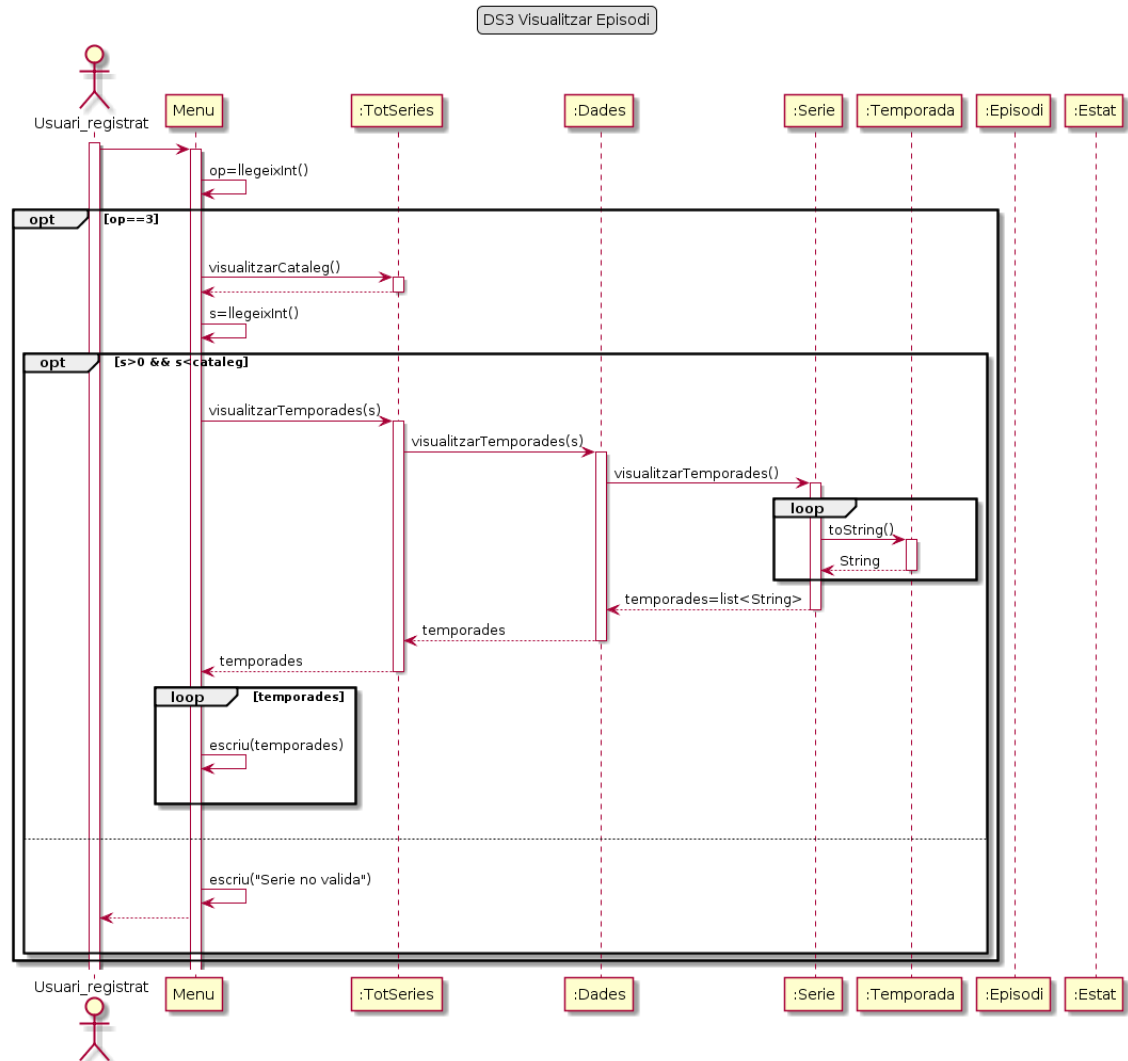 DS3 Visualitzar Episodi
Usuari_registrat
Menu
:TotSeries
:Dades
:Serie
:Temporada
:Episodi
:Estat
op=llegeixInt()
opt
[op==3]
visualitzarCataleg()
s=llegeixInt()
opt
[s>0 && s<cataleg]
visualitzarTemporades(s)
visualitzarTemporades(s)
visualitzarTemporades()
loop
toString()
String
temporades=list<String>
temporades
temporades
loop
[temporades]
escriu(temporades)
escriu("Serie no valida")
Usuari_registrat
Menu
:TotSeries
:Dades
:Serie
:Temporada
:Episodi
:Estat